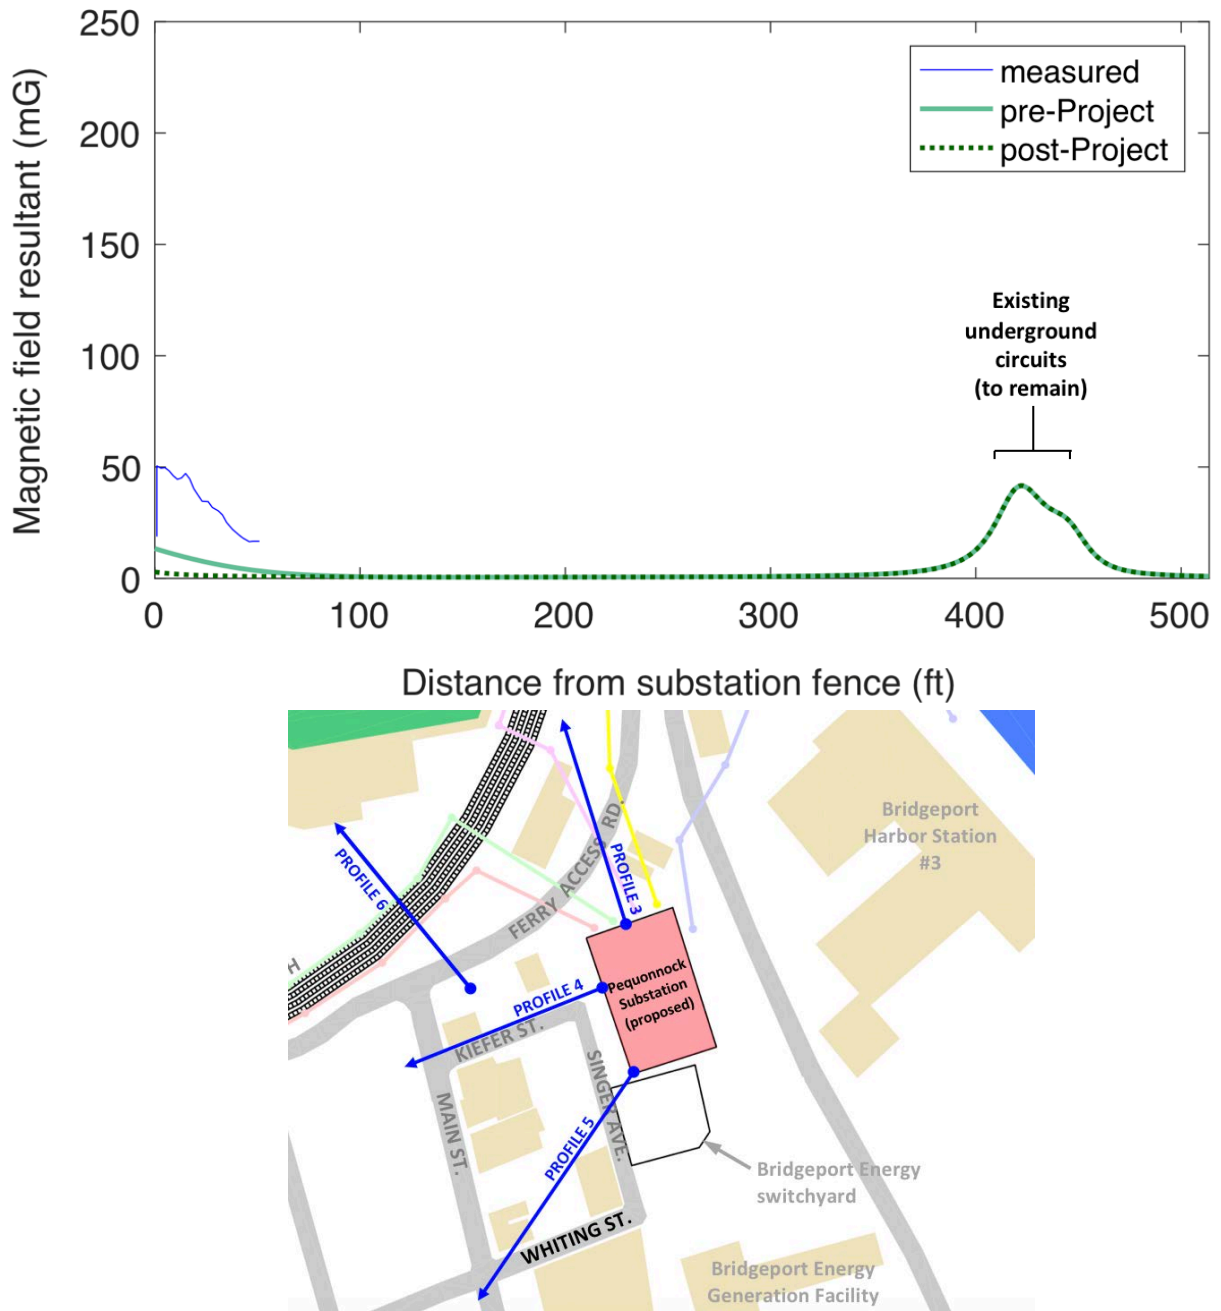 250
200
150
100
50
0
Magnetic field resultant (mG)
measured
pre-Project
post-Project
Existing
underground
circuits
(to remain)
0
100
200
300
400
500
Distance from substation fence (ft)
Bridgeport
Harbor Station
#3
FERRY ACCESS RD.
PROFILE 3
PROFILE 6
H
Pequonnock
Substation
(proposed)
PROFILE 4
KIEFER ST.
SINGER AVE.
MAIN ST.
PROFILE 5
Bridgeport Energy
switchyard
WHITING ST.
Bridgeport Energy
Generation Facility